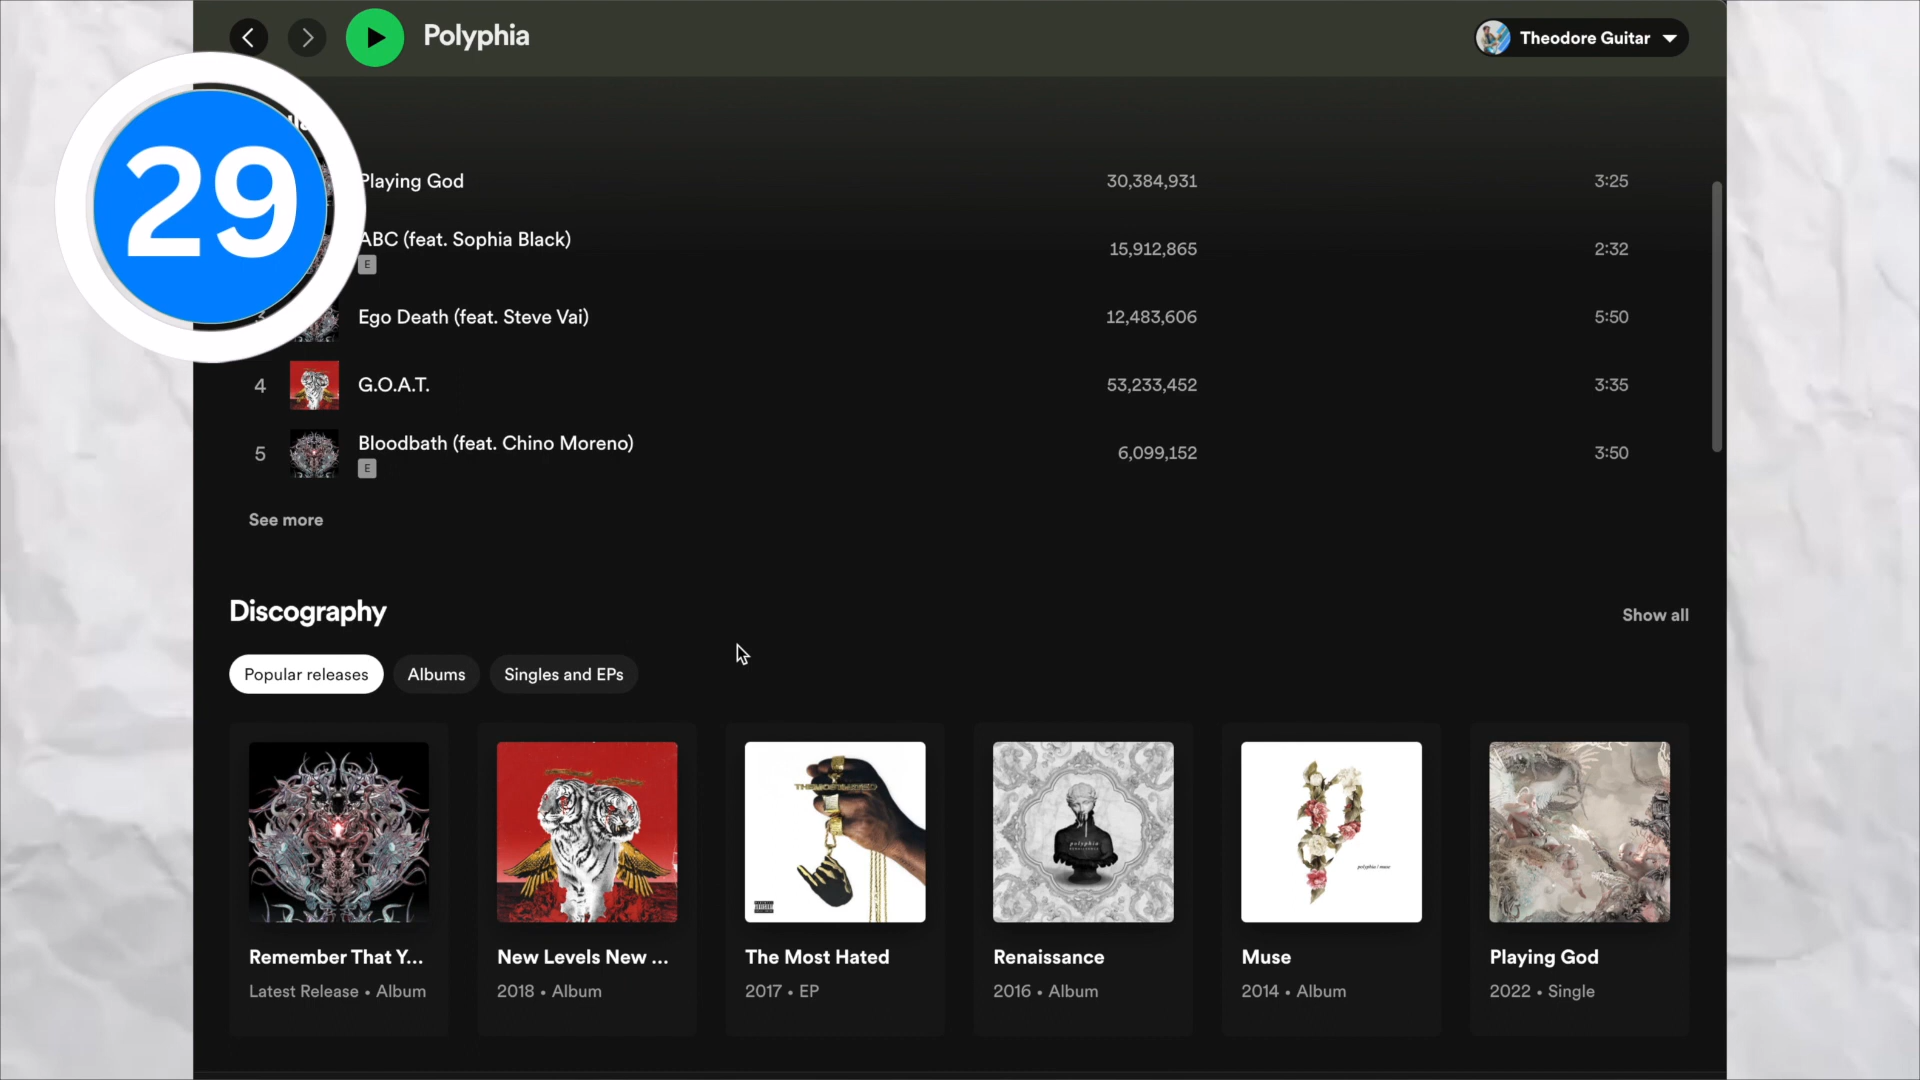 Polyphia
Theodore Guitar
29
Playing God 30,384,931 3:25
ABC (feat. Sophia Black) 15,912,865 2:32
E
3 Ego Death (feat. Steve Vai) 12,483,606 5:50
4 G.O.A.T. 53,233,452 3:35
5 Bloodbath (feat. Chino Moreno) 6,099,152 3:50
E
See more
Discography Show all
Popular releases Albums Singles and EPs
polyphia
polyphia / muse
Remember That Y... New Levels New ... The Most Hated Renaissance Muse Playing God
Latest Release • Album 2018 • Album 2017 • EP 2016 • Album 2014 • Album 2022 • Single